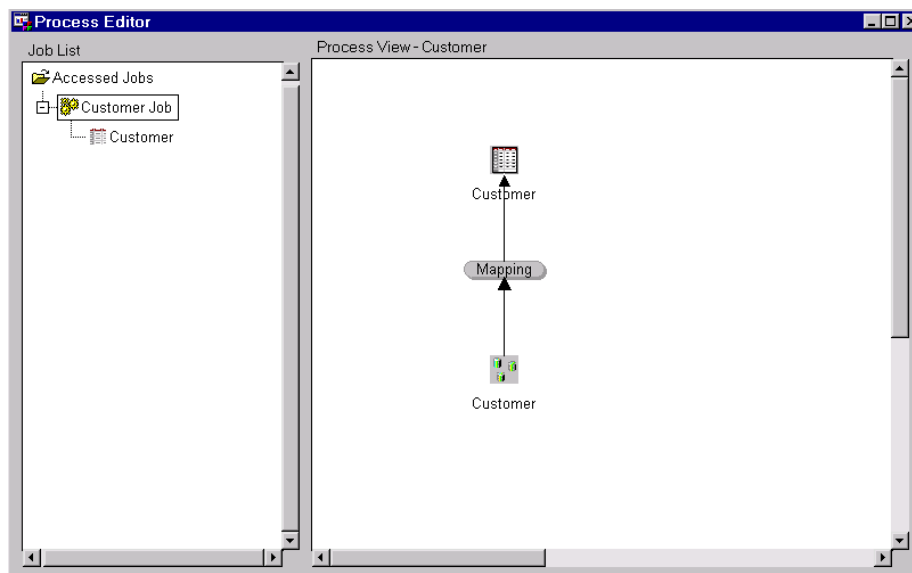 Process Editor
Job List
Accessed Jobs
Customer Job
Customer
Process View - Customer
Customer
Mapping
Customer